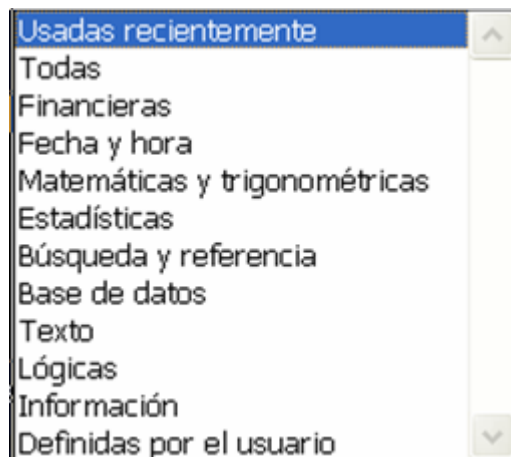 Usadas recientemente
Todas
Financieras
Fecha y hora
Matemáticas y trigonométricas
Estadísticas
Búsqueda y referencia
Base de datos
Texto
Lógicas
Información
Definidas por el usuario